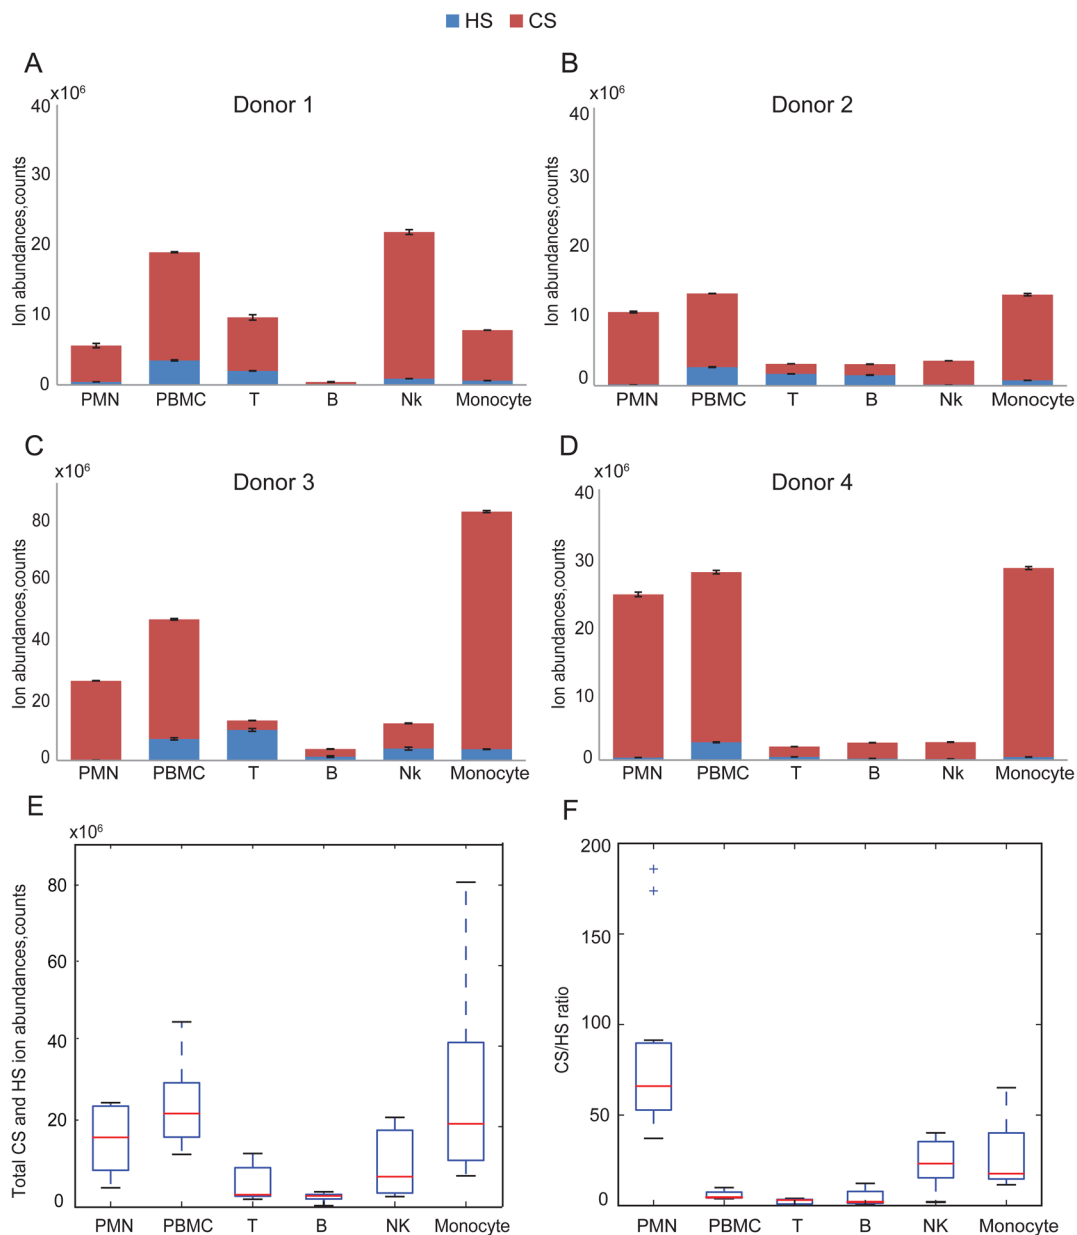 HS CS
A
x10⁶
Donor 1
Ion abundances,counts
40
30
20
10
0
PMN PBMC T B Nk Monocyte
B
x10⁶
Donor 2
Ion abundances,counts
40
30
20
10
0
PMN PBMC T B Nk Monocyte
C
x10⁶
Donor 3
Ion abundances,counts
80
60
40
20
0
PMN PBMC T B Nk Monocyte
D
x10⁶
Donor 4
Ion abundances,counts
40
30
20
10
0
PMN PBMC T B Nk Monocyte
E
x10⁶
Total CS and HS ion abundances,counts
80
60
40
20
0
PMN PBMC T B NK Monocyte
F
CS/HS ratio
200
150
100
50
0
PMN PBMC T B NK Monocyte